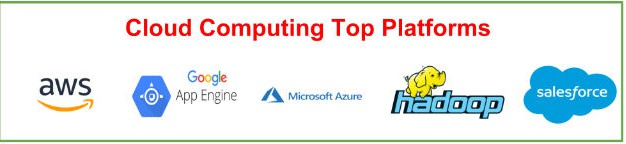 Cloud Computing Top Platforms
aws
Google
App Engine
Microsoft Azure
hadoop
salesforce